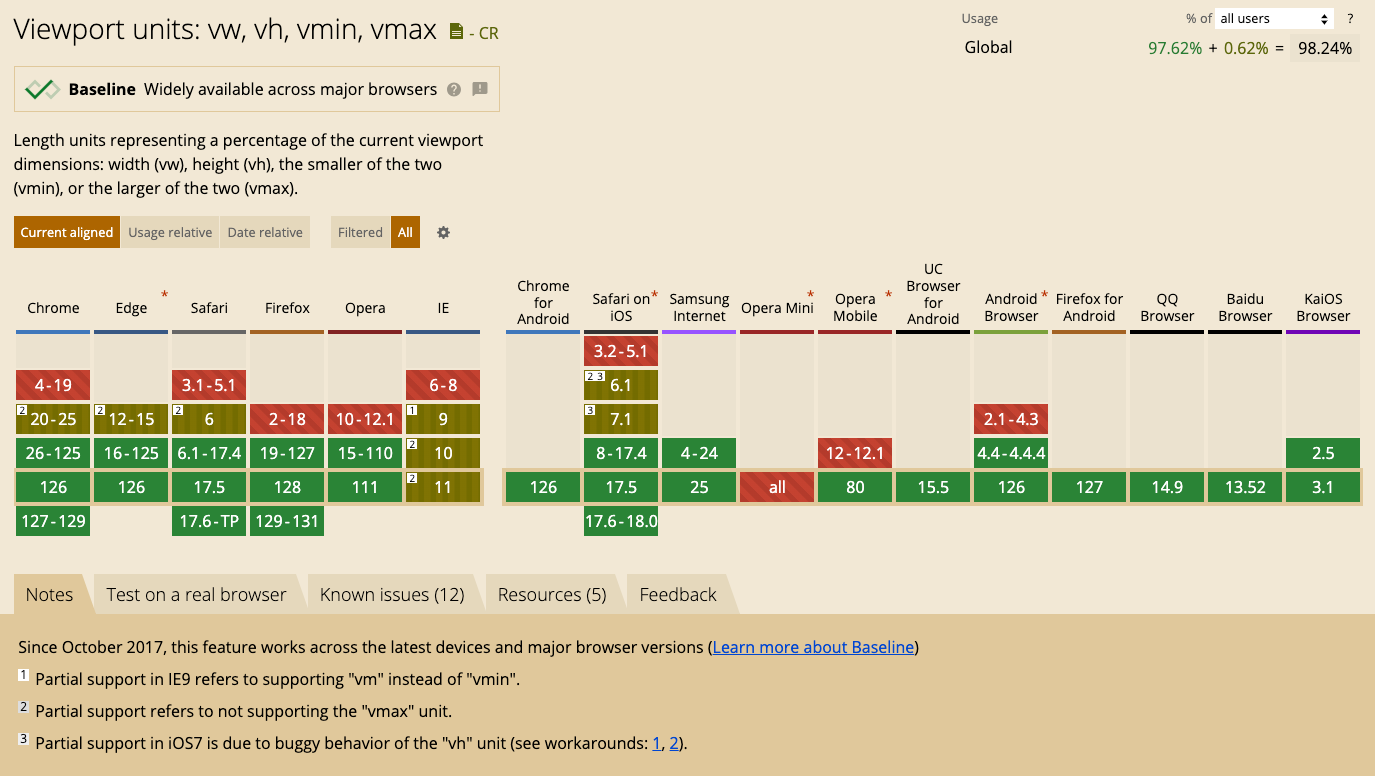 Viewport units: vw, vh, vmin, vmax - CR
Usage % of all users ?
Global 97.62% + 0.62% = 98.24%
Baseline Widely available across major browsers ?
Length units representing a percentage of the current viewport
dimensions: width (vw), height (vh), the smaller of the two
(vmin), or the larger of the two (vmax).
Current aligned Usage relative Date relative Filtered All
Chrome Edge * Safari Firefox Opera IE
Chrome for Android Safari on iOS * Samsung Internet Opera Mini * Opera Mobile * UC Browser for Android Android Browser * Firefox for Android QQ Browser Baidu Browser KaiOS Browser
3.2-5.1
4-19 3.1-5.1 6-8 2 3 6.1
2 20-25 2 12-15 2 6 2-18 10-12.1 1 9 3 7.1 2.1-4.3
26-125 16-125 6.1-17.4 19-127 15-110 2 10 8-17.4 4-24 12-12.1 4.4-4.4.4 2.5
126 126 17.5 128 111 2 11 126 17.5 25 all 80 15.5 126 127 14.9 13.52 3.1
127-129 17.6-TP 129-131 17.6-18.0
Notes Test on a real browser Known issues (12) Resources (5) Feedback
Since October 2017, this feature works across the latest devices and major browser versions (Learn more about Baseline)
1 Partial support in IE9 refers to supporting "vm" instead of "vmin".
2 Partial support refers to not supporting the "vmax" unit.
3 Partial support in iOS7 is due to buggy behavior of the "vh" unit (see workarounds: 1, 2).